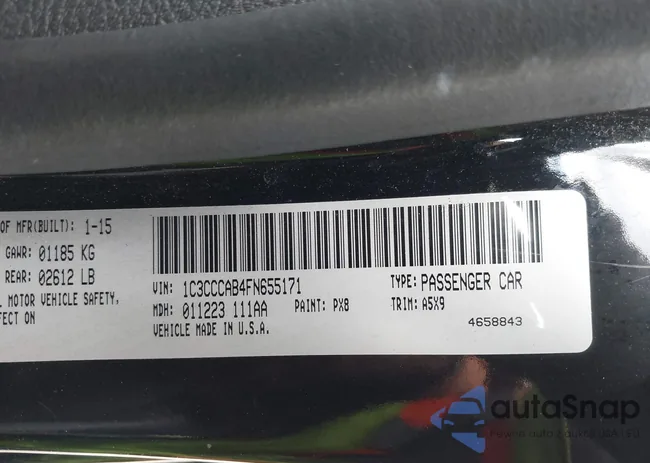 OF MFR(BUILT): 1-15
GAWR: 01185 KG
REAR: 02612 LB
MOTOR VEHICLE SAFETY,
FECT ON
VIN: 1C3CCCAB4FN655171
TYPE: PASSENGER CAR
MDH: 011223 111AA
PAINT: PX8
TRIM: A5X9
VEHICLE MADE IN U.S.A.
4658843
autaSnap